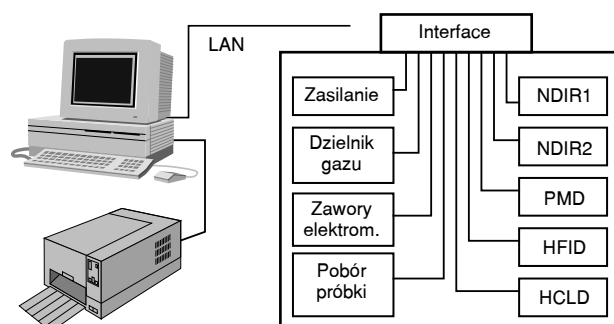 LAN
Interface
Zasilanie
Dzielnik
gazu
Zawory
elektrom.
Pobór
próbki
NDIR1
NDIR2
PMD
HFID
HCLD